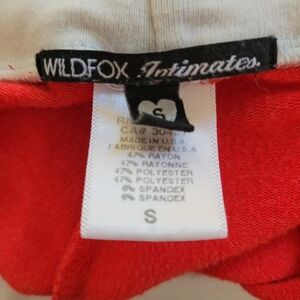 WILDFOX Intimates.
S
CA# 304
MADE IN U.S.A
FABRIQUE EN U.S.A
47% RAYON
47% RAYONNE
47% POLYESTER
47% POLYESTER
6% SPANDEX
6% SPANDEX
S